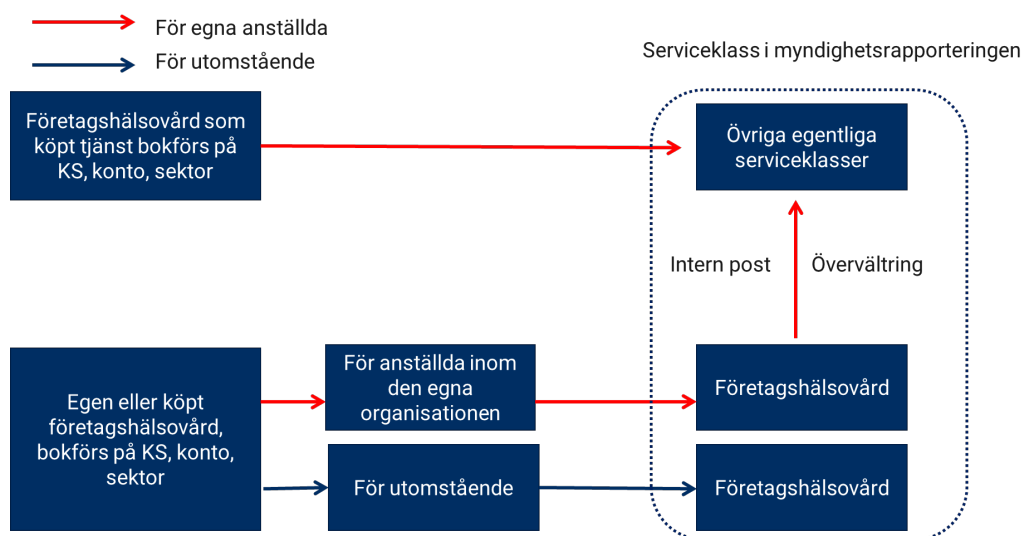 För egna anställda
För utomstående
Serviceklass i myndighetsrapporteringen
Företagshälsovård som
köpt tjänst bokförs på
KS, konto, sektor
Övriga egentliga
serviceklasser
Intern post
Övervältring
Egen eller köpt
företagshälsovård,
bokförs på KS, konto,
sektor
För anställda inom
den egna
organisationen
Företagshälsovård
För utomstående
Företagshälsovård